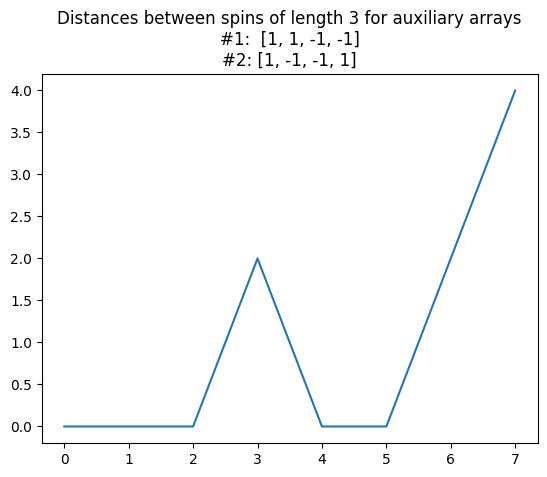 Distances between spins of length 3 for auxiliary arrays
#1:  [1, 1, -1, -1]
#2: [1, -1, -1, 1]
4.0
3.5
3.0
2.5
2.0
1.5
1.0
0.5
0.0
0 1 2 3 4 5 6 7